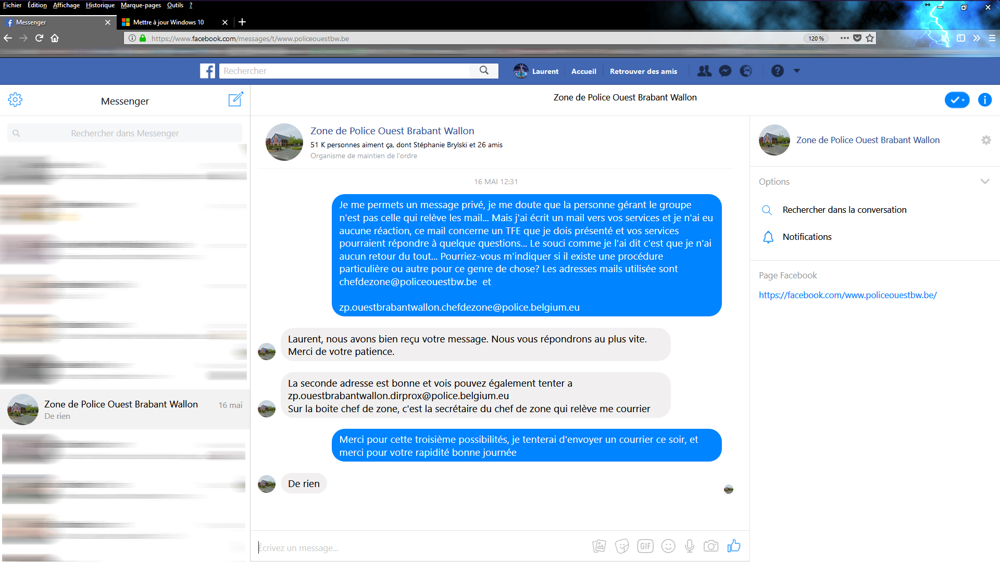 Fichier Édition Affichage Historique Marque-pages Outils ?
Messenger
Mettre à jour Windows 10
https://www.facebook.com/messages/t/www.policeouestbw.be
120 %
Rechercher
Laurent
Accueil
Retrouver des amis
Messenger
Zone de Police Ouest Brabant Wallon
Rechercher dans Messenger
Zone de Police Ouest Brabant Wallon
16 mai
De rien
Zone de Police Ouest Brabant Wallon
51 K personnes aiment ça, dont Stéphanie Brylski et 26 amis
Organisme de maintien de l'ordre
16 MAI 12:31
Je me permets un message privé, je me doute que la personne gérant le groupe
n'est pas celle qui relève les mail... Mais j'ai écrit un mail vers vos services et je n'ai eu
aucune réaction, ce mail concerne un TFE que je dois présenté et vos services
pourraient répondre à quelque questions... Le souci comme je l'ai dit c'est que je n'ai
aucun retour du tout... Pourriez-vous m'indiquer si il existe une procédure
particulière ou autre pour ce genre de chose? Les adresses mails utilisée sont
chefdezone@policeouestbw.be et
zp.ouestbrabantwallon.chefdezone@police.belgium.eu
Laurent, nous avons bien reçu votre message. Nous vous répondrons au plus vite.
Merci de votre patience.
La seconde adresse est bonne et vois pouvez également tenter a
zp.ouestbrabantwallon.dirprox@police.belgium.eu
Sur la boite chef de zone, c'est la secrétaire du chef de zone qui relève me courrier
Merci pour cette troisième possibilités, je tenterai d'envoyer un courrier ce soir, et
merci pour votre rapidité bonne journée
De rien
Écrivez un message...
GIF
Zone de Police Ouest Brabant Wallon
Options
Rechercher dans la conversation
Notifications
Page Facebook
https://facebook.com/www.policeouestbw.be/